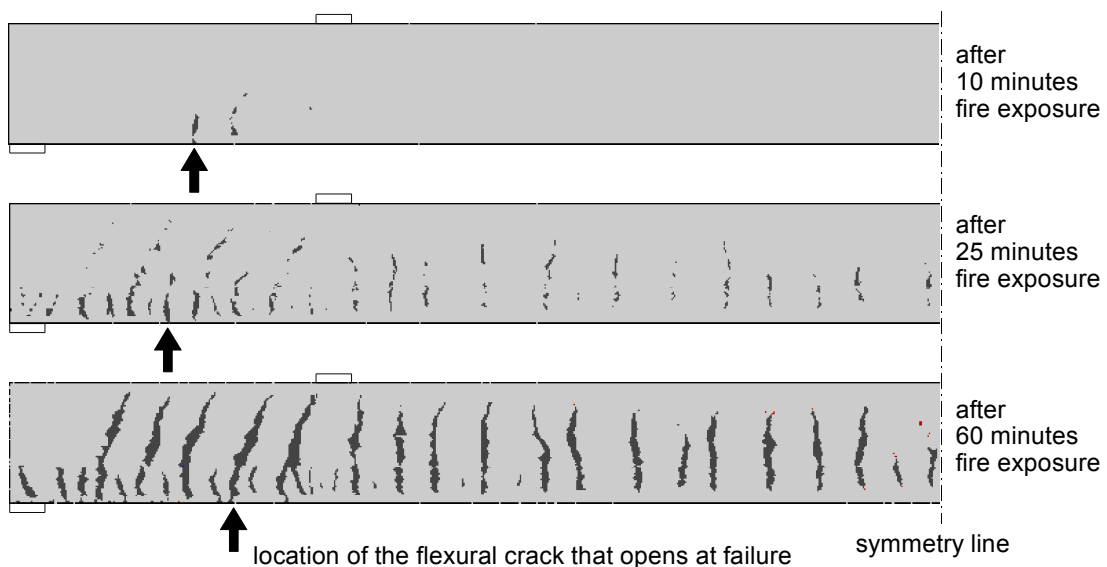 after
10 minutes
fire exposure
after
25 minutes
fire exposure
after
60 minutes
fire exposure
location of the flexural crack that opens at failure
symmetry line